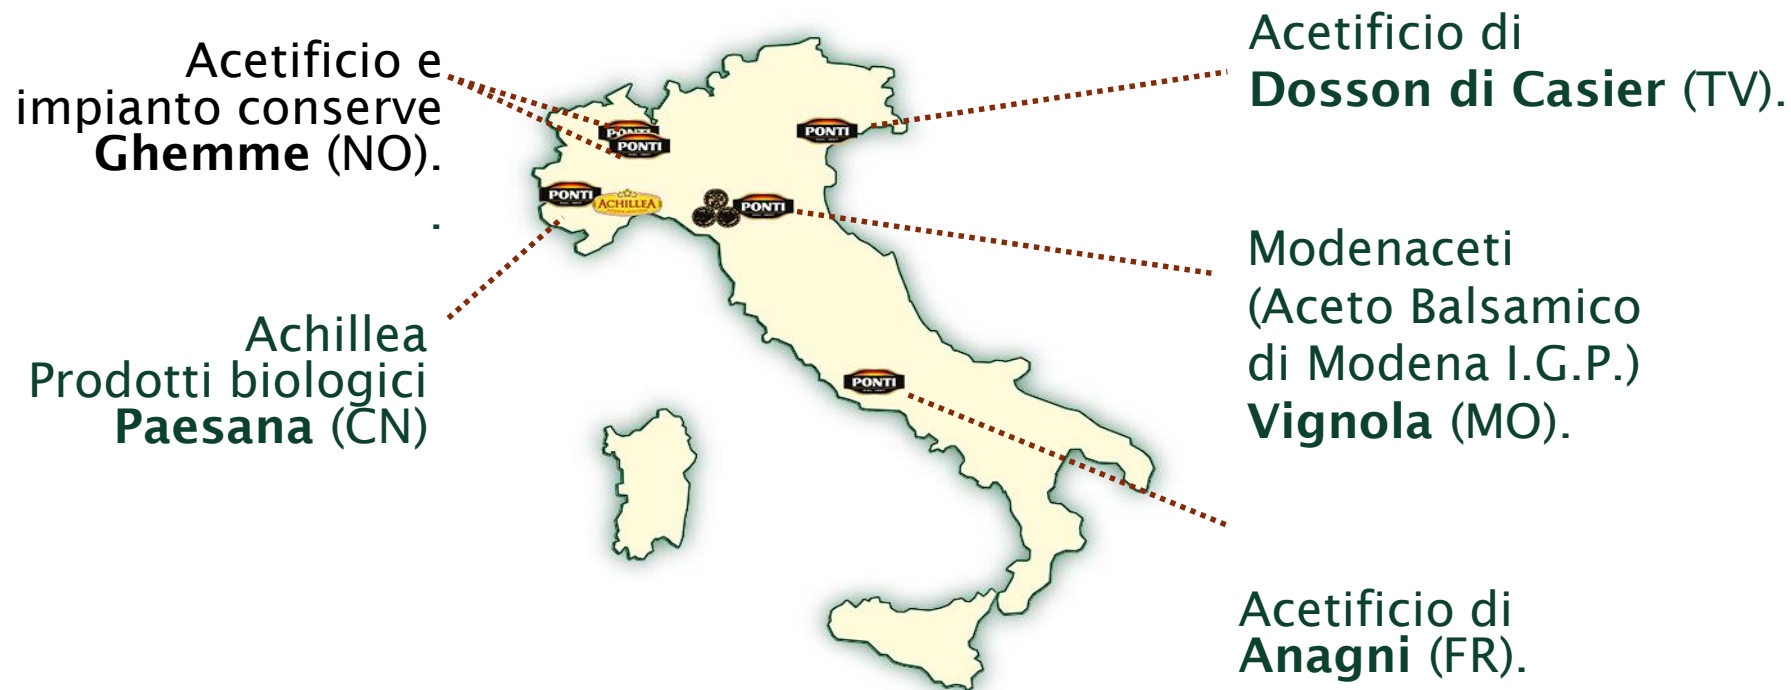 Acetificio e
impianto conserve
Ghemme (NO).
.
Achillea
Prodotti biologici
Paesana (CN)
Acetificio di
Dosson di Casier (TV).
Modenaceti
(Aceto Balsamico
di Modena I.G.P.)
Vignola (MO).
Acetificio di
Anagni (FR).
PONTI
PONTI
PONTI
PONTI
ACHILLEA
PONTI
PONTI